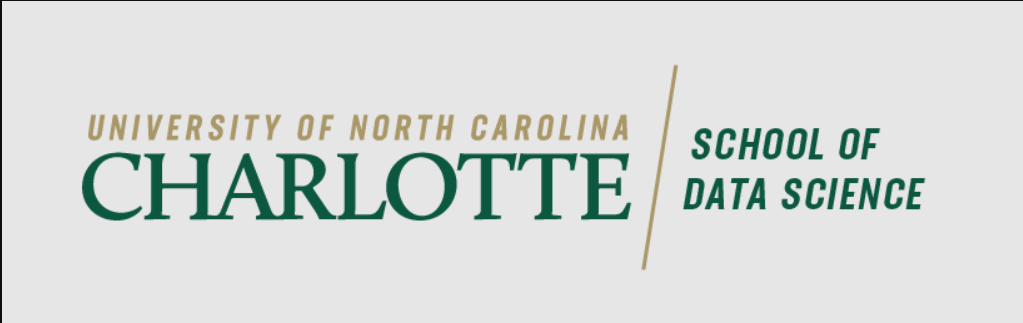 UNIVERSITY OF NORTH CAROLINA
CHARLOTTE
SCHOOL OF
DATA SCIENCE